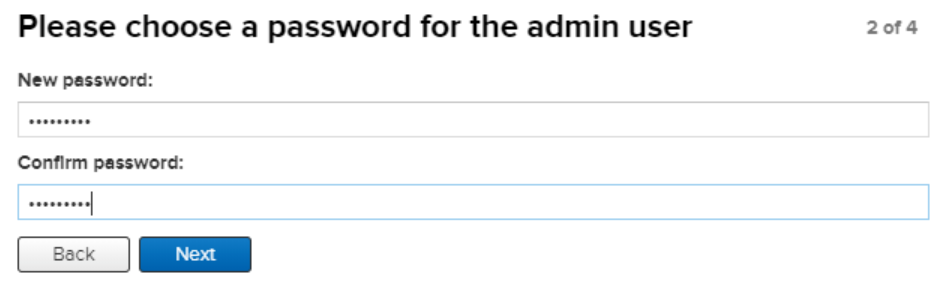 Please choose a password for the admin user 2 of 4
New password:
•••••••••
Confirm password:
•••••••••
Back Next